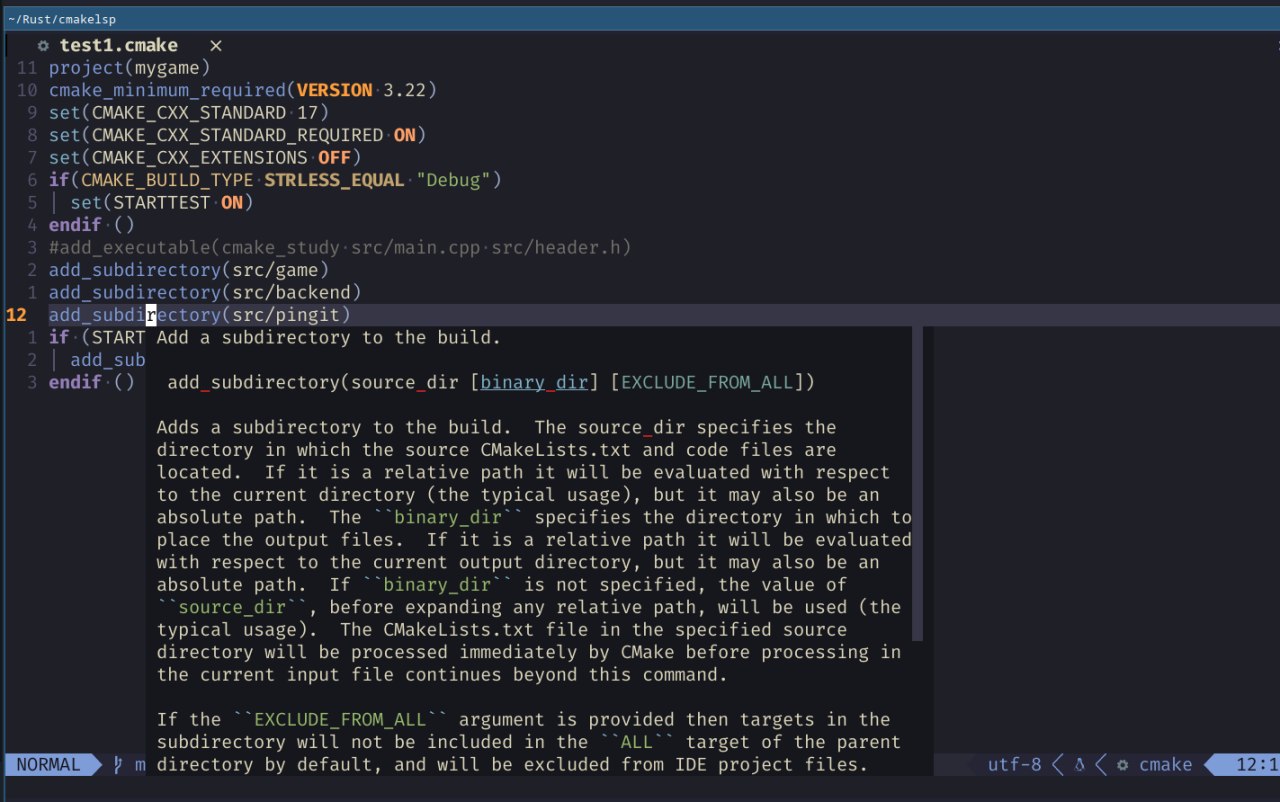 ~/Rust/cmakelsp
test1.cmake ×
11 project(mygame)
10 cmake_minimum_required(VERSION 3.22)
9 set(CMAKE_CXX_STANDARD 17)
8 set(CMAKE_CXX_STANDARD_REQUIRED ON)
7 set(CMAKE_CXX_EXTENSIONS OFF)
6 if(CMAKE_BUILD_TYPE STRLESS_EQUAL "Debug")
5 │ set(STARTTEST ON)
4 endif ()
3 #add_executable(cmake_study src/main.cpp src/header.h)
2 add_subdirectory(src/game)
1 add_subdirectory(src/backend)
12 add_subdirectory(src/pingit)
1 if (START
Add a subdirectory to the build.
2 │ add_sub
3 endif ()
add_subdirectory(source_dir [binary_dir] [EXCLUDE_FROM_ALL])
Adds a subdirectory to the build.  The source_dir specifies the
directory in which the source CMakeLists.txt and code files are
located.  If it is a relative path it will be evaluated with respect
to the current directory (the typical usage), but it may also be an
absolute path.  The ``binary_dir`` specifies the directory in which to
place the output files.  If it is a relative path it will be evaluated
with respect to the current output directory, but it may also be an
absolute path.  If ``binary_dir`` is not specified, the value of
``source_dir``, before expanding any relative path, will be used (the
typical usage).  The CMakeLists.txt file in the specified source
directory will be processed immediately by CMake before processing in
the current input file continues beyond this command.
If the ``EXCLUDE_FROM_ALL`` argument is provided then targets in the
subdirectory will not be included in the ``ALL`` target of the parent
directory by default, and will be excluded from IDE project files.
NORMAL m
utf-8 cmake 12:1